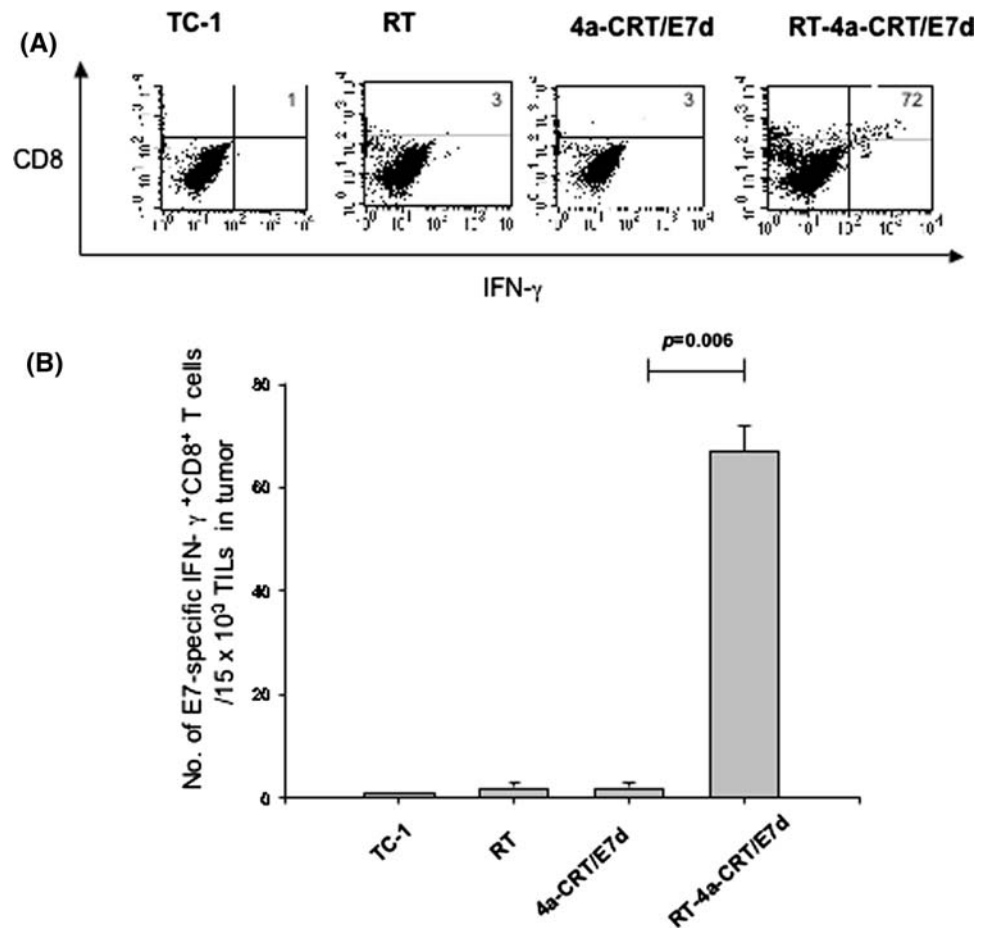 (A)
TC-1 RT 4a-CRT/E7d RT-4a-CRT/E7d
1 3 3 72
CD8
IFN-γ
(B)
p=0.006
No. of E7-specific IFN- γ ⁺CD8⁺ T cells
/15 x 10³ TILs in tumor
80
60
40
20
0
TC-1
RT
4a-CRT/E7d
RT-4a-CRT/E7d